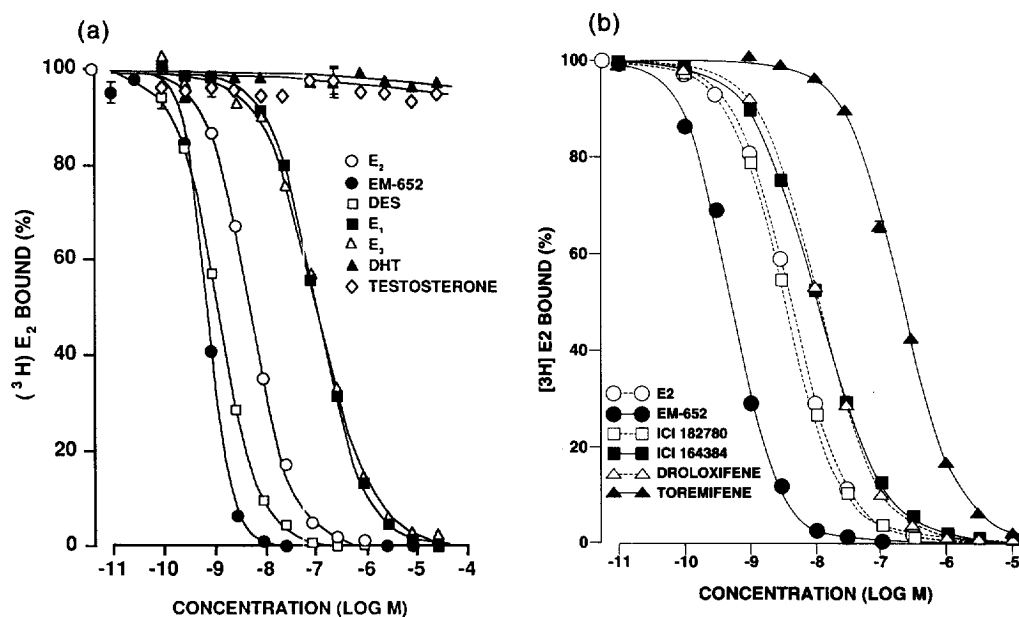 (a)
(³H) E₂ BOUND (%)
100
80
60
40
20
0
-11 -10 -9 -8 -7 -6 -5 -4
CONCENTRATION (LOG M)
E₂
EM-652
DES
E₁
E₃
DHT
TESTOSTERONE
(b)
[3H] E2 BOUND (%)
100
80
60
40
20
0
-11 -10 -9 -8 -7 -6 -5
CONCENTRATION (LOG M)
E2
EM-652
ICI 182780
ICI 164384
DROLOXIFENE
TOREMIFENE